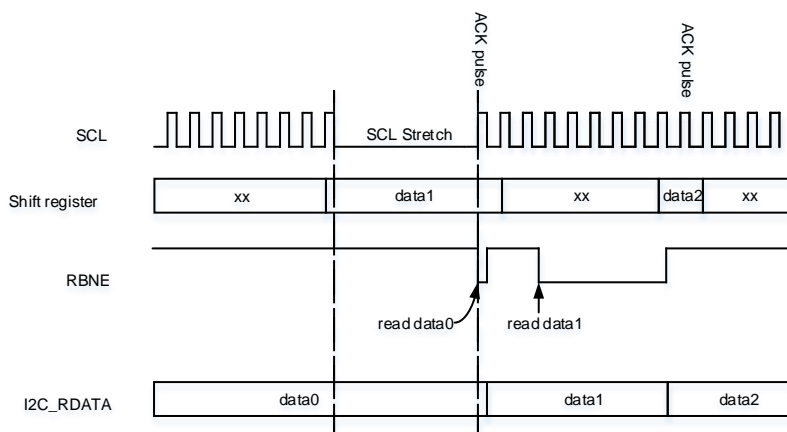 ACK pulse
ACK pulse
SCL
SCL Stretch
Shift register
xx
data1
xx
data2
xx
RBNE
read data0
read data1
I2C_RDATA
data0
data1
data2